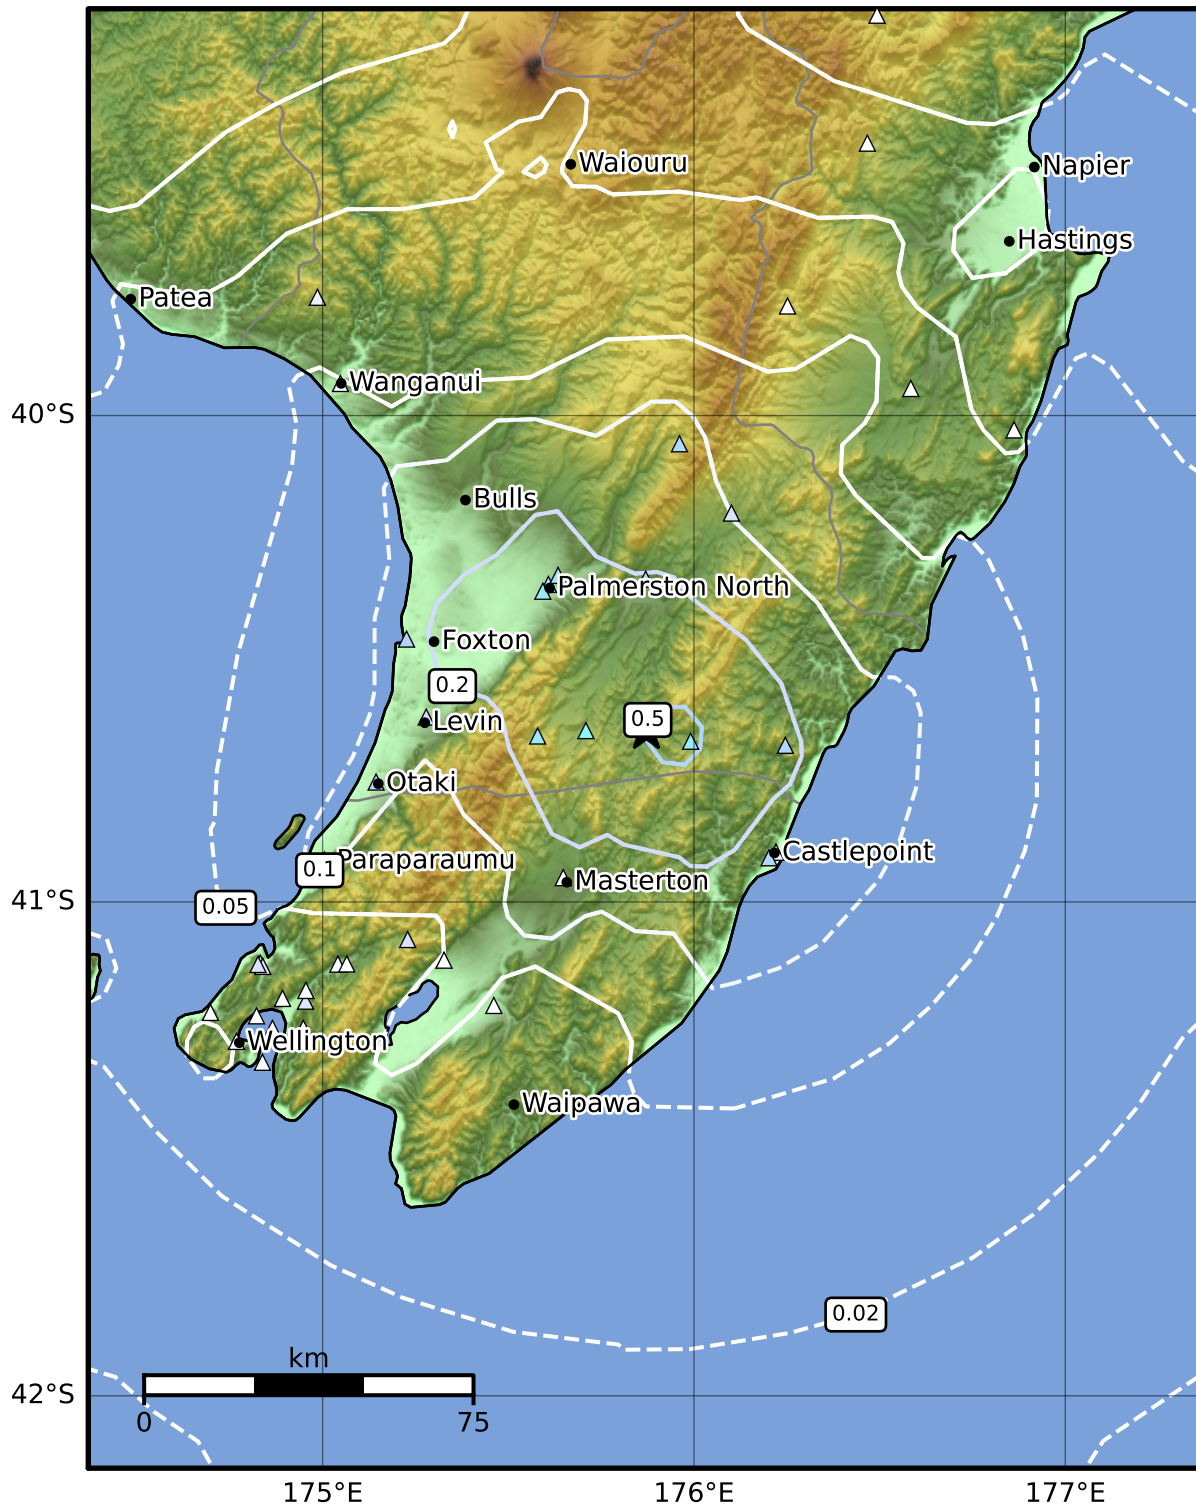 Waiouru
Napier
Hastings
Patea
Wanganui
40°S
Bulls
Palmerston North
Foxton
0.2
Levin
0.5
Otaki
Castlepoint
Paraparaumu
0.1
Masterton
41°S
0.05
Wellington
Waipawa
0.02
km
42°S
0
75
175°E
176°E
177°E